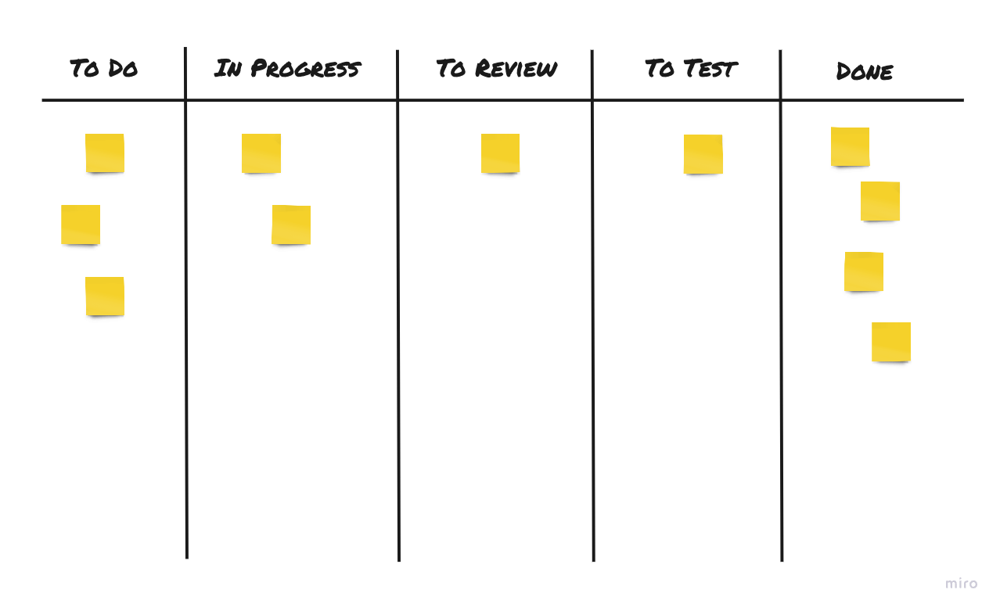 To Do
In Progress
To Review
To Test
Done
miro